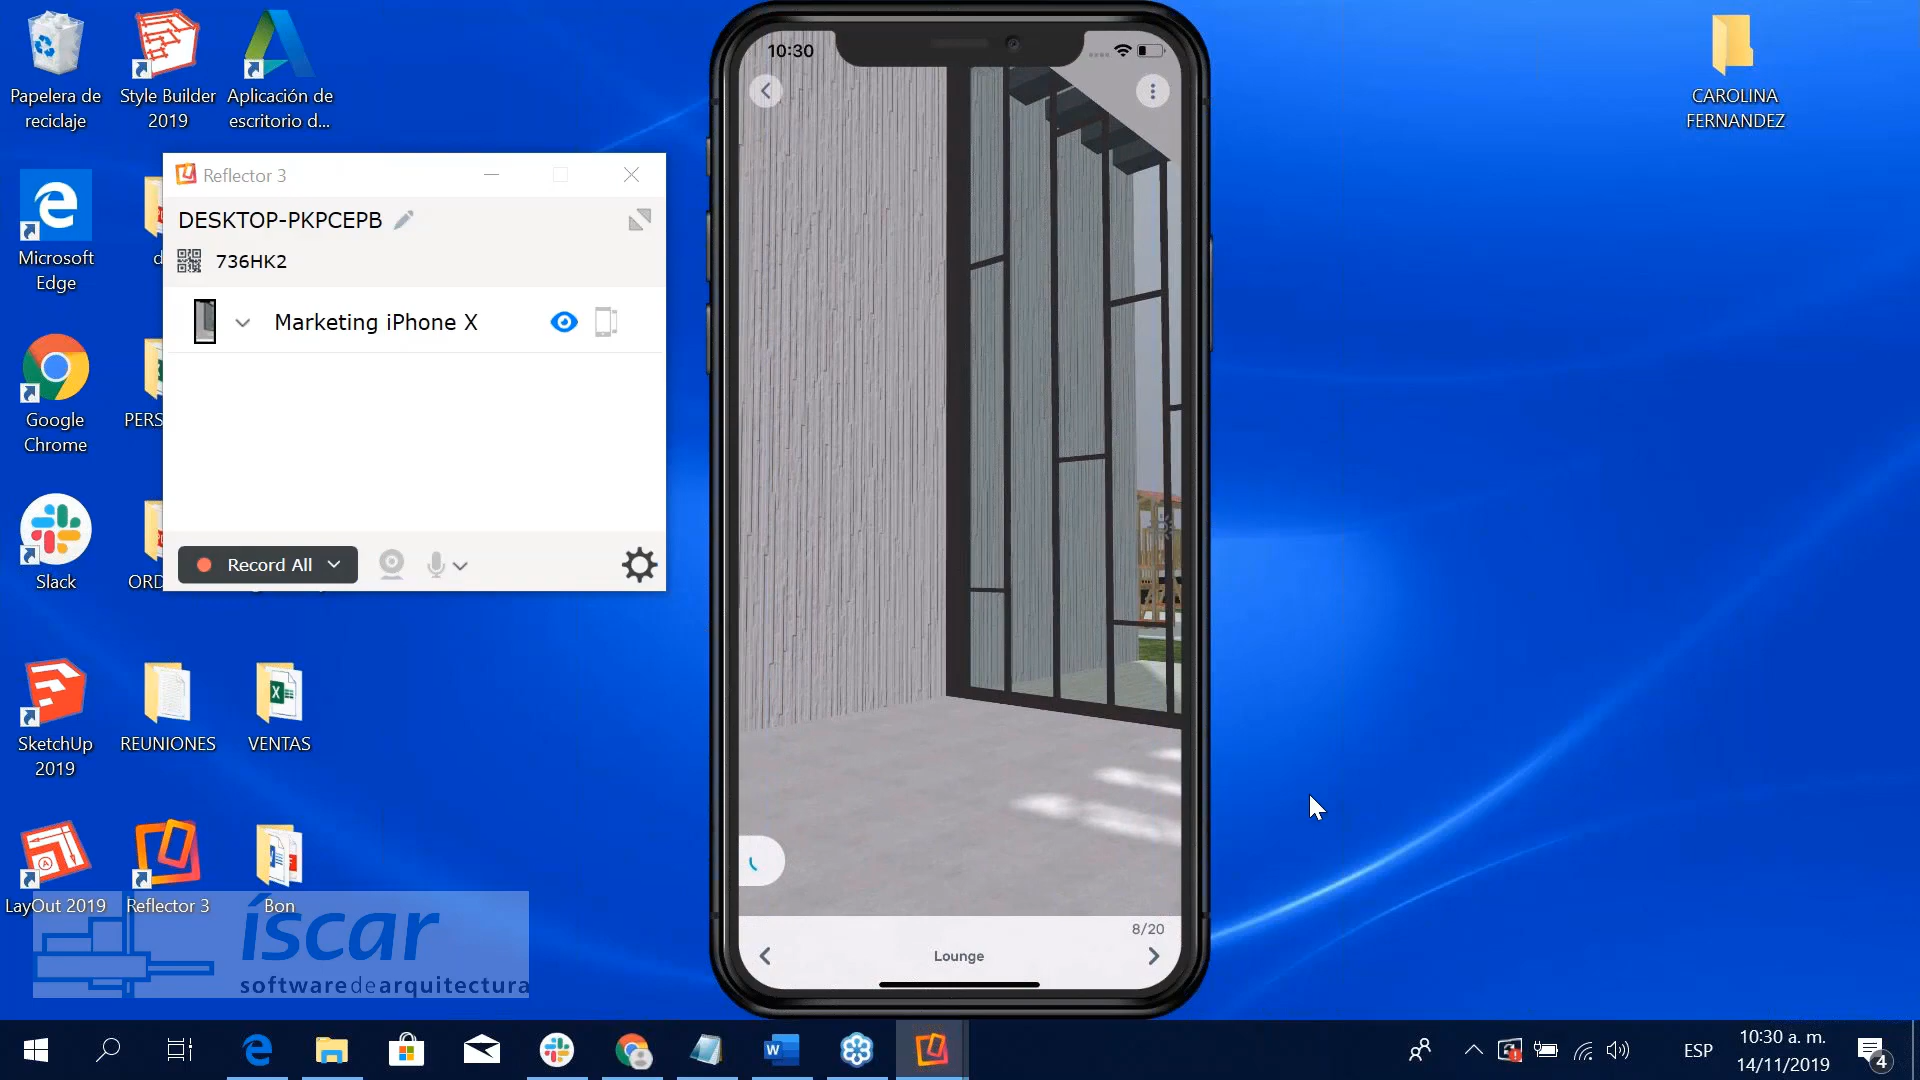 Papelera de
reciclaje
Style Builder
2019
Aplicación de
escritorio d...
CAROLINA
FERNANDEZ
Microsoft
Edge
d
Google
Chrome
PERS
Slack
ORD
SketchUp
2019
REUNIONES
VENTAS
LayOut 2019
Reflector 3
Bon
íscar
softwaredearquitectura
Reflector 3
DESKTOP-PKPCEPB
736HK2
Marketing iPhone X
Record All
10:30
8/20
Lounge
ESP
10:30 a. m.
14/11/2019
4